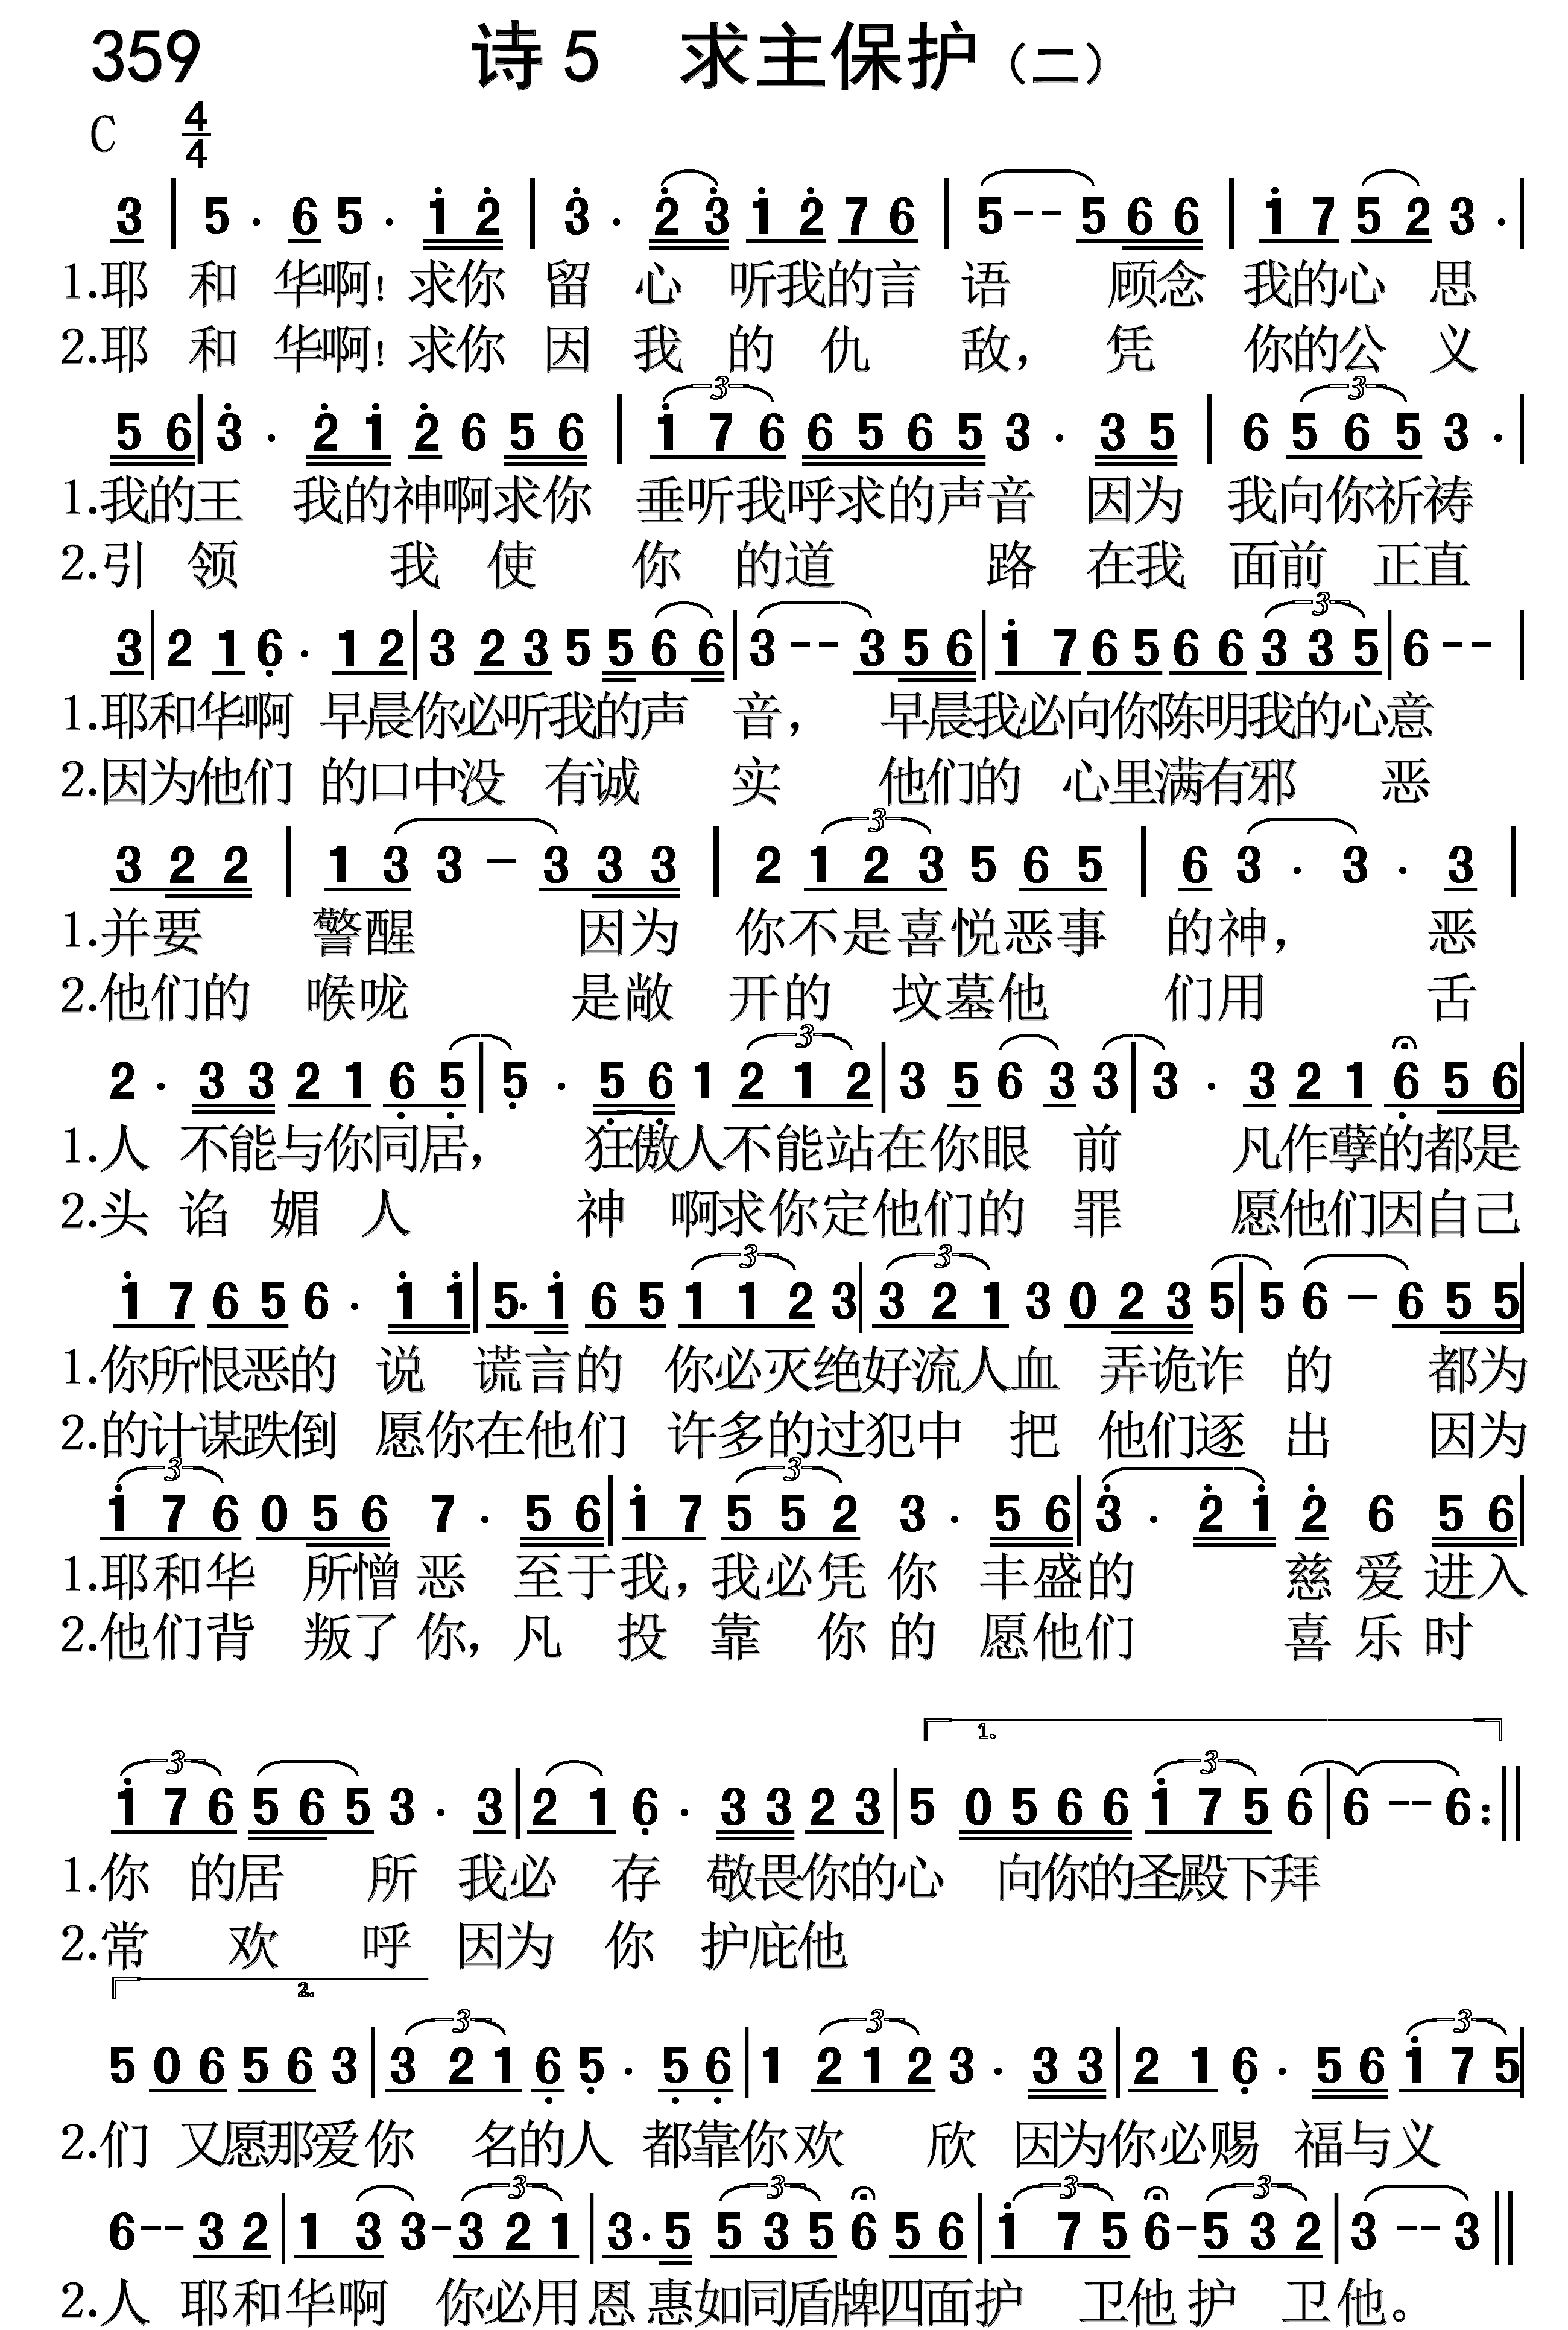 359 诗5 求主保护（二）
C 4/4
3 | 5 · 6 5 · i 2̇ | 3̇ · 2̇ 3̇ i 2̇ 7 6 | 5 - - 5 6 6 | i 7 5 2 3 · |
1.耶 和 华啊! 求你 留 心 听我的言 语 顾念 我的心 思
2.耶 和 华啊! 求你 因 我 的 仇 敌， 凭 你的公 义
5 6 | 3̇ · 2̇ i 2̇ 6 5 6 | i 7 6 6 5 6 5 3 · 3 5 | 6 5 6 5 3 · |
1.我的王 我的神啊求你 垂听我呼求的声音 因为 我向你祈祷
2.引 领 我 使 你 的道 路 在我 面前 正直
3 | 2 1 6̣ · 1 2 | 3 2 3 5 5 6 6 | 3 - - 3 5 6 | i 7 6 5 6 6 3 3 5 | 6 - - |
1.耶和华啊 早晨你必听我的声 音， 早晨我必向你陈明我的心意
2.因为他们 的口中没 有诚 实 他们的 心里满有邪 恶
3 2 2 | 1 3 3 - 3 3 3 | 2 1 2 3 5 6 5 | 6 3 · 3 · 3 |
1.并要 警醒 因为 你不是喜悦恶事 的神， 恶
2.他们的 喉咙 是敞 开的 坟墓他 们用 舌
2 · 3 3 2 1 6̣ 5̣ | 5̣ · 5̣ 6̣ 1 2 1 2 | 3 5 6 3 3 | 3 · 3 2 1 6̣ 5 6 |
1.人 不能与你同居， 狂傲人不能站在你眼 前 凡作孽的都是
2.头 谄 媚 人 神 啊求你定他们的 罪 愿他们因自己
i 7 6 5 6 · i i | 5· i 6 5 1 1 2 3 | 3 2 1 3 0 2 3 5 | 5 6 - 6 5 5 |
1.你所恨恶的 说 谎言的 你必灭绝好流人血 弄诡诈 的 都为
2.的计谋跌倒 愿你在他们 许多的过犯中 把 他们逐 出 因为
i 7 6 0 5 6 7 · 5 6 | i 7 5 5 2 3 · 5 6 | 3̇ · 2̇ i 2̇ 6 5 6 |
1.耶和华 所憎恶 至于我，我必凭 你 丰盛的 慈 爱 进入
2.他们背 叛了你，凡 投 靠 你 的 愿他们 喜 乐 时
1.
i 7 6 5 6 5 3 · 3 | 2 1 6̣ · 3 3 2 3 | 5 0 5 6 6 i 7 5 6 | 6 - - 6 :||
1.你 的居 所 我必 存 敬畏你的心 向你的圣殿下拜
2.常 欢 呼 因为 你 护庇他
2.
5 0 6 5 6 3 | 3 2 1 6̣ 5̣ · 5̣ 6̣ | 1 2 1 2 3 · 3 3 | 2 1 6̣ · 5 6 i 7 5 |
2.们 又愿那爱你 名的人 都靠你欢 欣 因为你必赐 福与义
6 - - 3 2 | 1 3 3 - 3 2 1 | 3· 5 5 3 5 6 5 6 | i 7 5 6 - 5 3 2 | 3 - - 3 ||
2.人 耶和华啊 你必用恩 惠如同盾牌四面护 卫他 护 卫他。